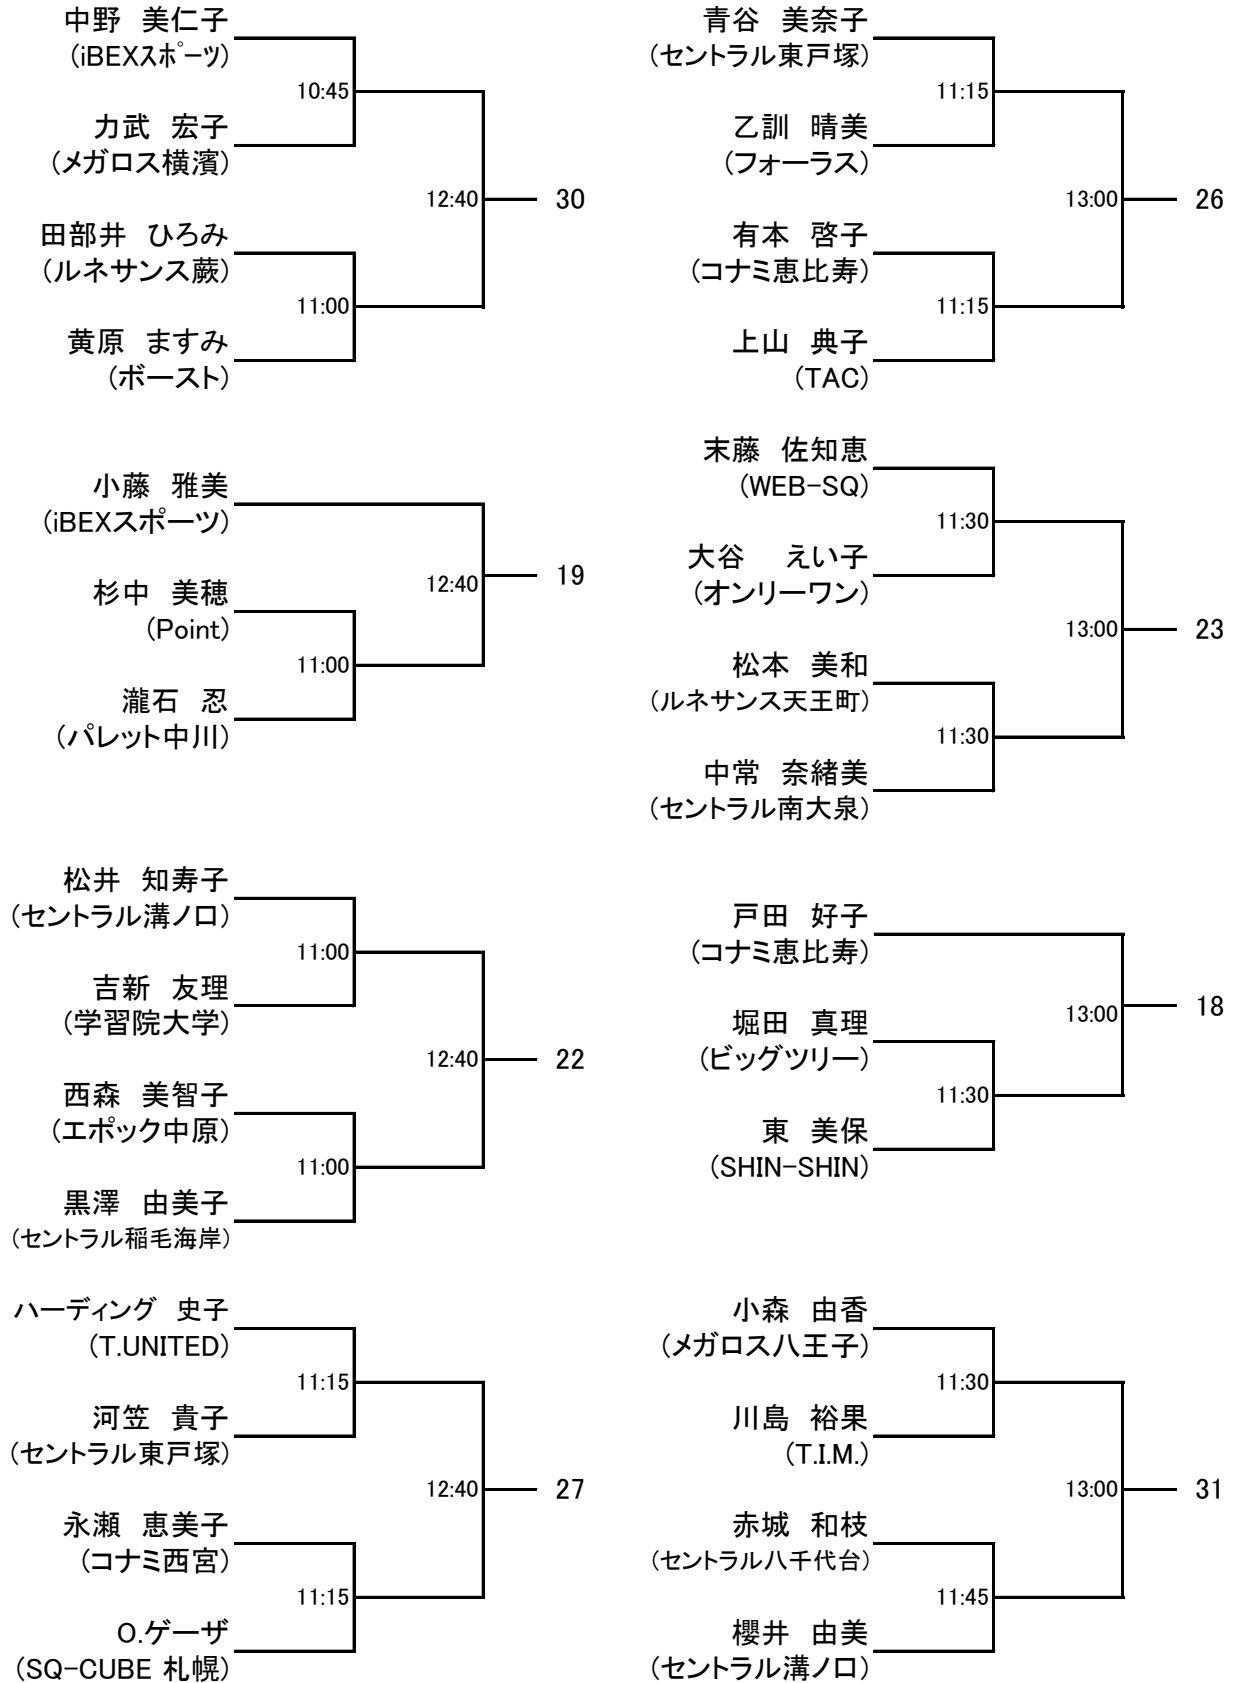 中野 美仁子
(iBEXスポーツ)
10:45
力武 宏子
(メガロス横濱)
12:40
30
田部井 ひろみ
(ルネサンス蕨)
11:00
黄原 ますみ
(ボースト)
小藤 雅美
(iBEXスポーツ)
12:40
19
杉中 美穂
(Point)
11:00
瀧石 忍
(パレット中川)
松井 知寿子
(セントラル溝ノ口)
11:00
吉新 友理
(学習院大学)
12:40
22
西森 美智子
(エポック中原)
11:00
黒澤 由美子
(セントラル稲毛海岸)
ハーディング 史子
(T.UNITED)
11:15
河笠 貴子
(セントラル東戸塚)
12:40
27
永瀬 恵美子
(コナミ西宮)
11:15
O.ゲーザ
(SQ-CUBE 札幌)
青谷 美奈子
(セントラル東戸塚)
11:15
乙訓 晴美
(フォーラス)
13:00
26
有本 啓子
(コナミ恵比寿)
11:15
上山 典子
(TAC)
末藤 佐知恵
(WEB-SQ)
11:30
大谷 えい子
(オンリーワン)
13:00
23
松本 美和
(ルネサンス天王町)
11:30
中常 奈緒美
(セントラル南大泉)
戸田 好子
(コナミ恵比寿)
13:00
18
堀田 真理
(ビッグツリー)
11:30
東 美保
(SHIN-SHIN)
小森 由香
(メガロス八王子)
11:30
川島 裕果
(T.I.M.)
13:00
31
赤城 和枝
(セントラル八千代台)
11:45
櫻井 由美
(セントラル溝ノ口)